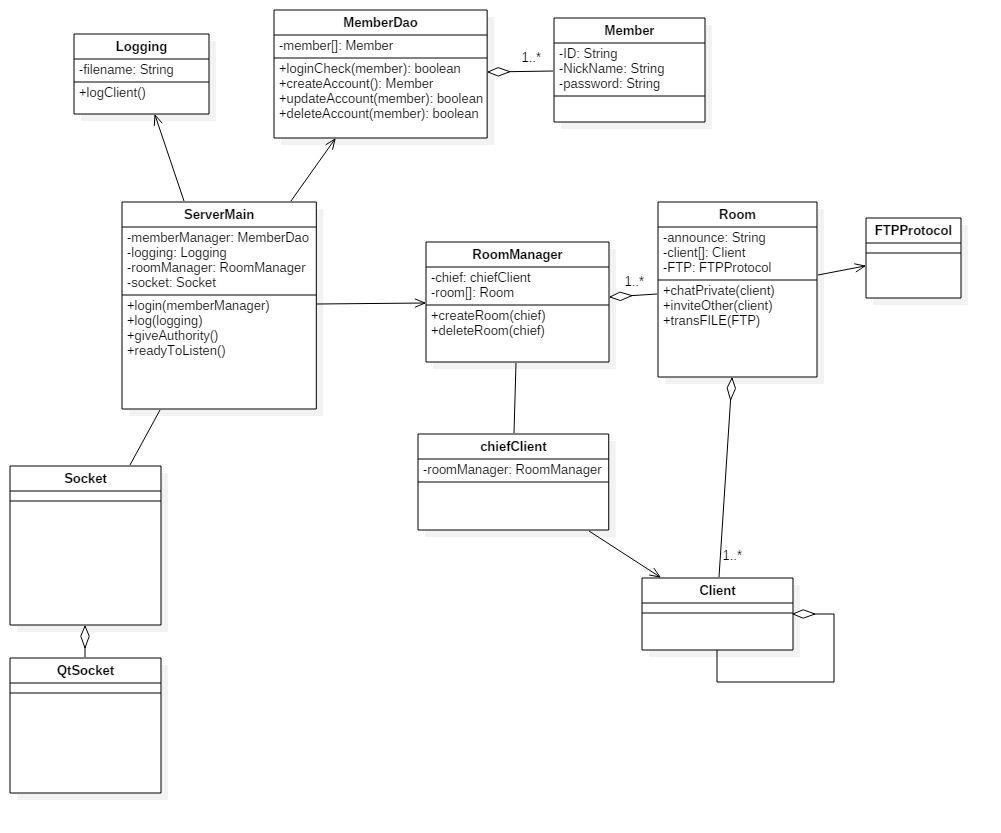 Logging
-filename: String
+logClient()
MemberDao
-member[]: Member
+loginCheck(member): boolean
+createAccount(): Member
+updateAccount(member): boolean
+deleteAccount(member): boolean
1..*
Member
-ID: String
-NickName: String
-password: String
ServerMain
-memberManager: MemberDao
-logging: Logging
-roomManager: RoomManager
-socket: Socket
+login(memberManager)
+log(logging)
+giveAuthority()
+readyToListen()
RoomManager
-chief: chiefClient
-room[]: Room
+createRoom(chief)
+deleteRoom(chief)
1..*
Room
-announce: String
-client[]: Client
-FTP: FTPProtocol
+chatPrivate(client)
+inviteOther(client)
+transFILE(FTP)
FTPProtocol
chiefClient
-roomManager: RoomManager
Socket
1..*
Client
QtSocket